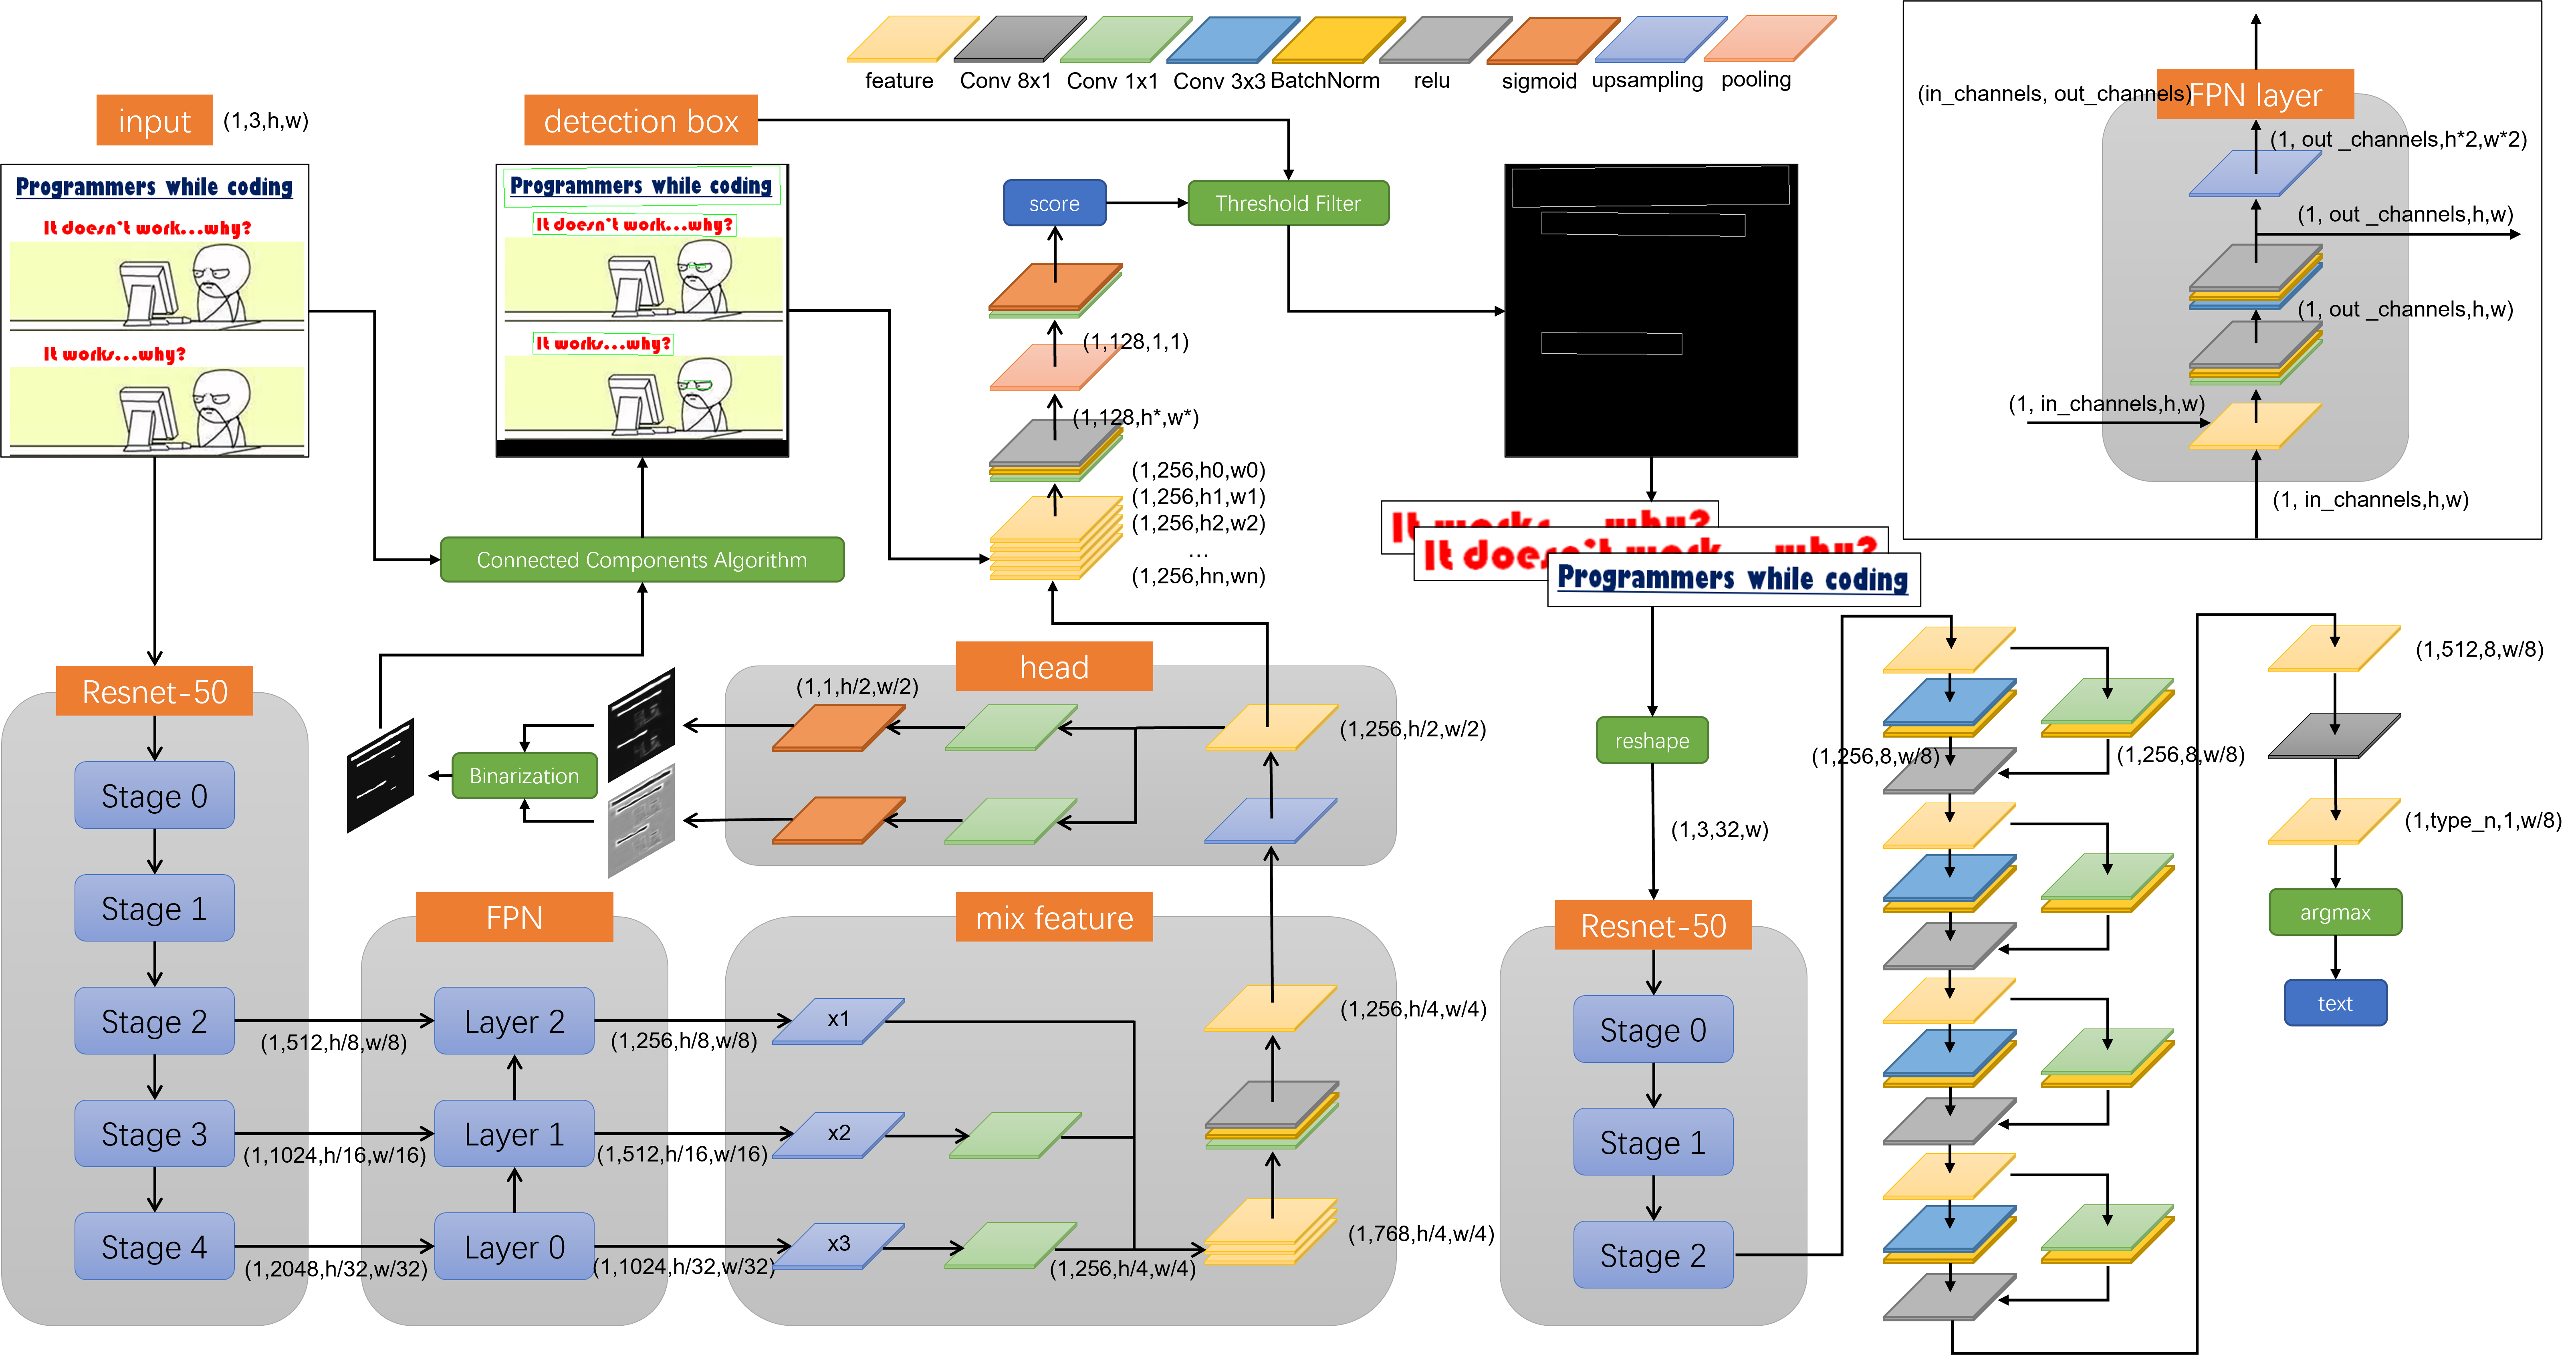 feature
Conv 8x1
Conv 1x1
Conv 3x3
BatchNorm
relu
sigmoid
upsampling
pooling
input
(1,3,h,w)
Programmers while coding
It doesn't work...why?
It works...why?
detection box
Programmers while coding
It doesn't work...why?
It works...why?
Connected Components Algorithm
score
Threshold Filter
(1,128,1,1)
(1,128,h*,w*)
(1,256,h0,w0)
(1,256,h1,w1)
(1,256,h2,w2)
...
(1,256,hn,wn)
(in_channels, out_channels)
FPN layer
(1, out _channels,h*2,w*2)
(1, out _channels,h,w)
(1, out _channels,h,w)
(1, in_channels,h,w)
(1, in_channels,h,w)
It works...why?
It doesn't work...why?
Programmers while coding
Resnet-50
Stage 0
Stage 1
Stage 2
Stage 3
Stage 4
(1,512,h/8,w/8)
(1,1024,h/16,w/16)
(1,2048,h/32,w/32)
FPN
Layer 2
Layer 1
Layer 0
(1,256,h/8,w/8)
(1,512,h/16,w/16)
(1,1024,h/32,w/32)
mix feature
x1
x2
x3
(1,256,h/4,w/4)
(1,768,h/4,w/4)
(1,256,h/4,w/4)
head
(1,1,h/2,w/2)
(1,256,h/2,w/2)
Binarization
reshape
(1,3,32,w)
Resnet-50
Stage 0
Stage 1
Stage 2
(1,256,8,w/8)
(1,256,8,w/8)
(1,512,8,w/8)
(1,type_n,1,w/8)
argmax
text